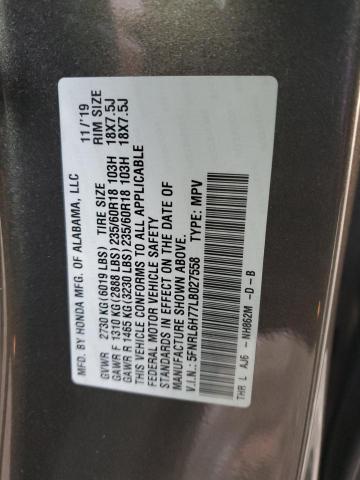 MFD. BY HONDA MFG. OF ALABAMA, LLC 11/'19
TIRE SIZE RIM SIZE
GVWR 2730 KG (6019 LBS)
GAWR F 1310 KG (2888 LBS) 235/60R18 103H 18X7.5J
GAWR R 1465 KG (3230 LBS) 235/60R18 103H 18X7.5J
THIS VEHICLE CONFORMS TO ALL APPLICABLE
FEDERAL MOTOR VEHICLE SAFETY
STANDARDS IN EFFECT ON THE DATE OF
MANUFACTURE SHOWN ABOVE.
V.I.N.: 5FNRL6H77LB027558 TYPE: MPV
THR L AJ6- NH862M -D -B